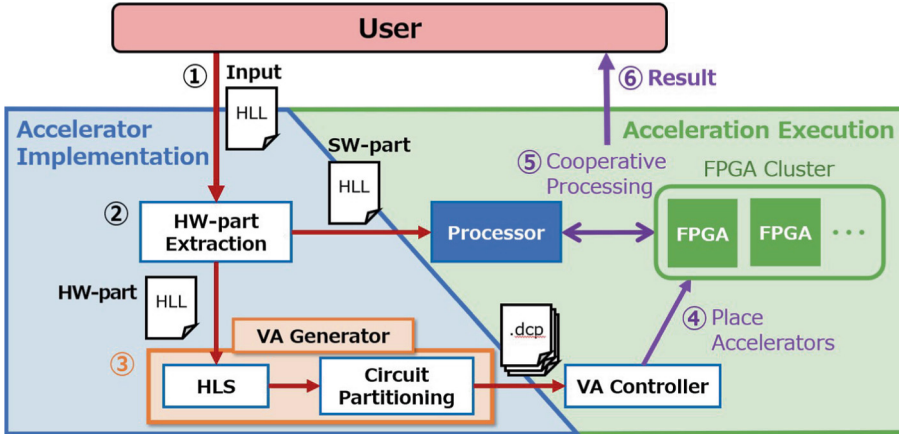 User
① Input
HLL
⑥ Result
Accelerator
Implementation
SW-part
HLL
Acceleration Execution
⑤ Cooperative
Processing
FPGA Cluster
②
HW-part
Extraction
Processor
FPGA
FPGA
・・・
HW-part
HLL
VA Generator
.dcp
④ Place
Accelerators
③
HLS
Circuit
Partitioning
VA Controller